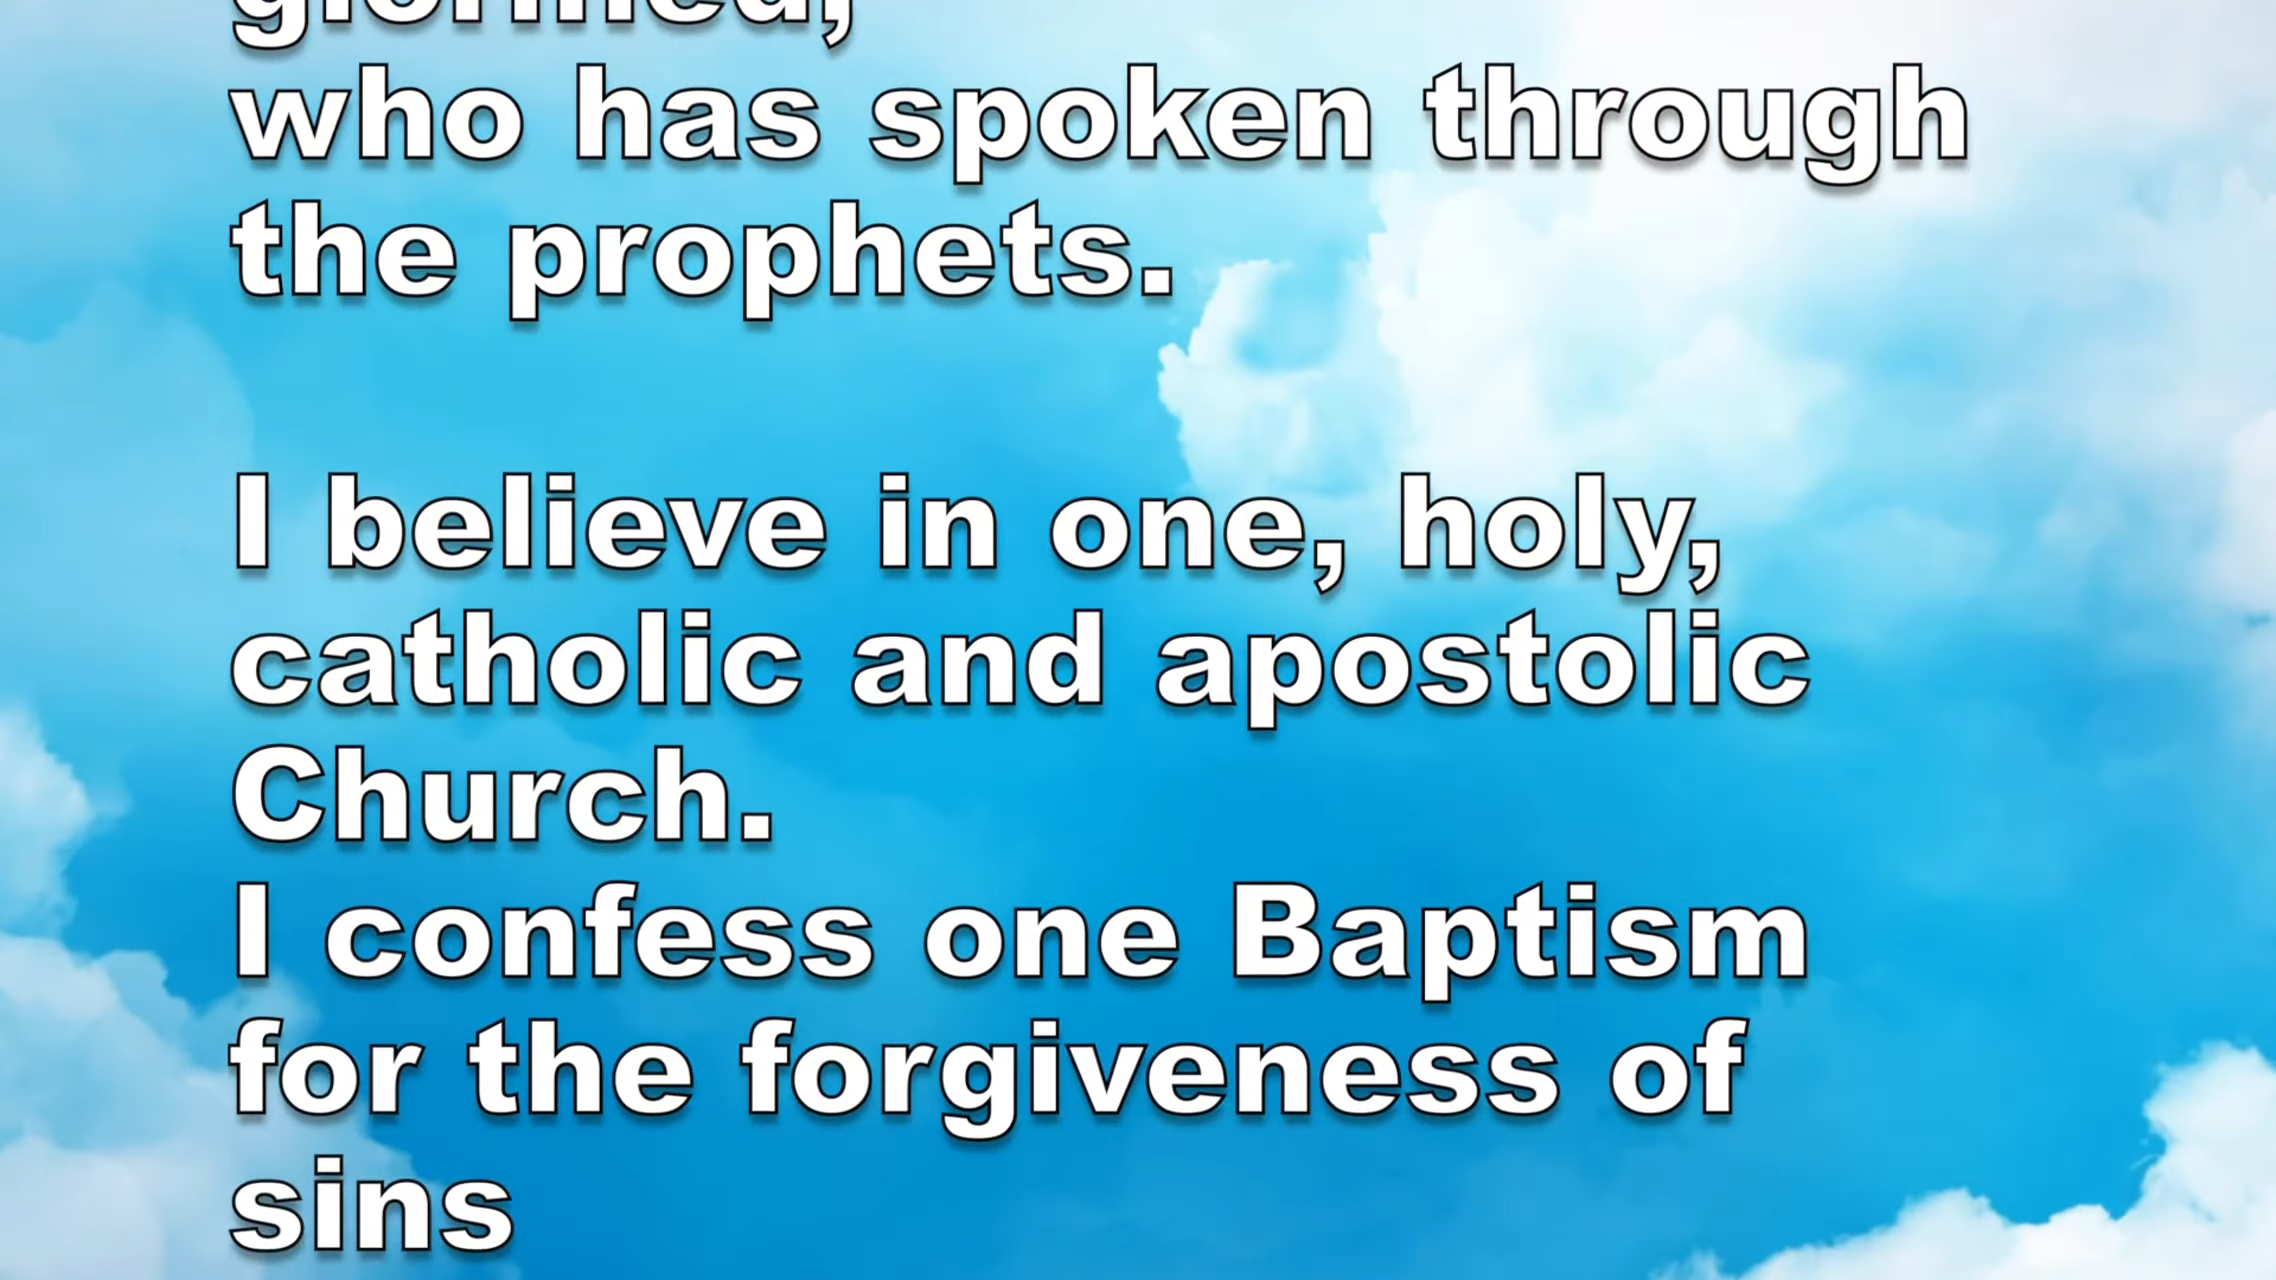 glorified,
who has spoken through
the prophets.
I believe in one, holy,
catholic and apostolic
Church.
I confess one Baptism
for the forgiveness of
sins